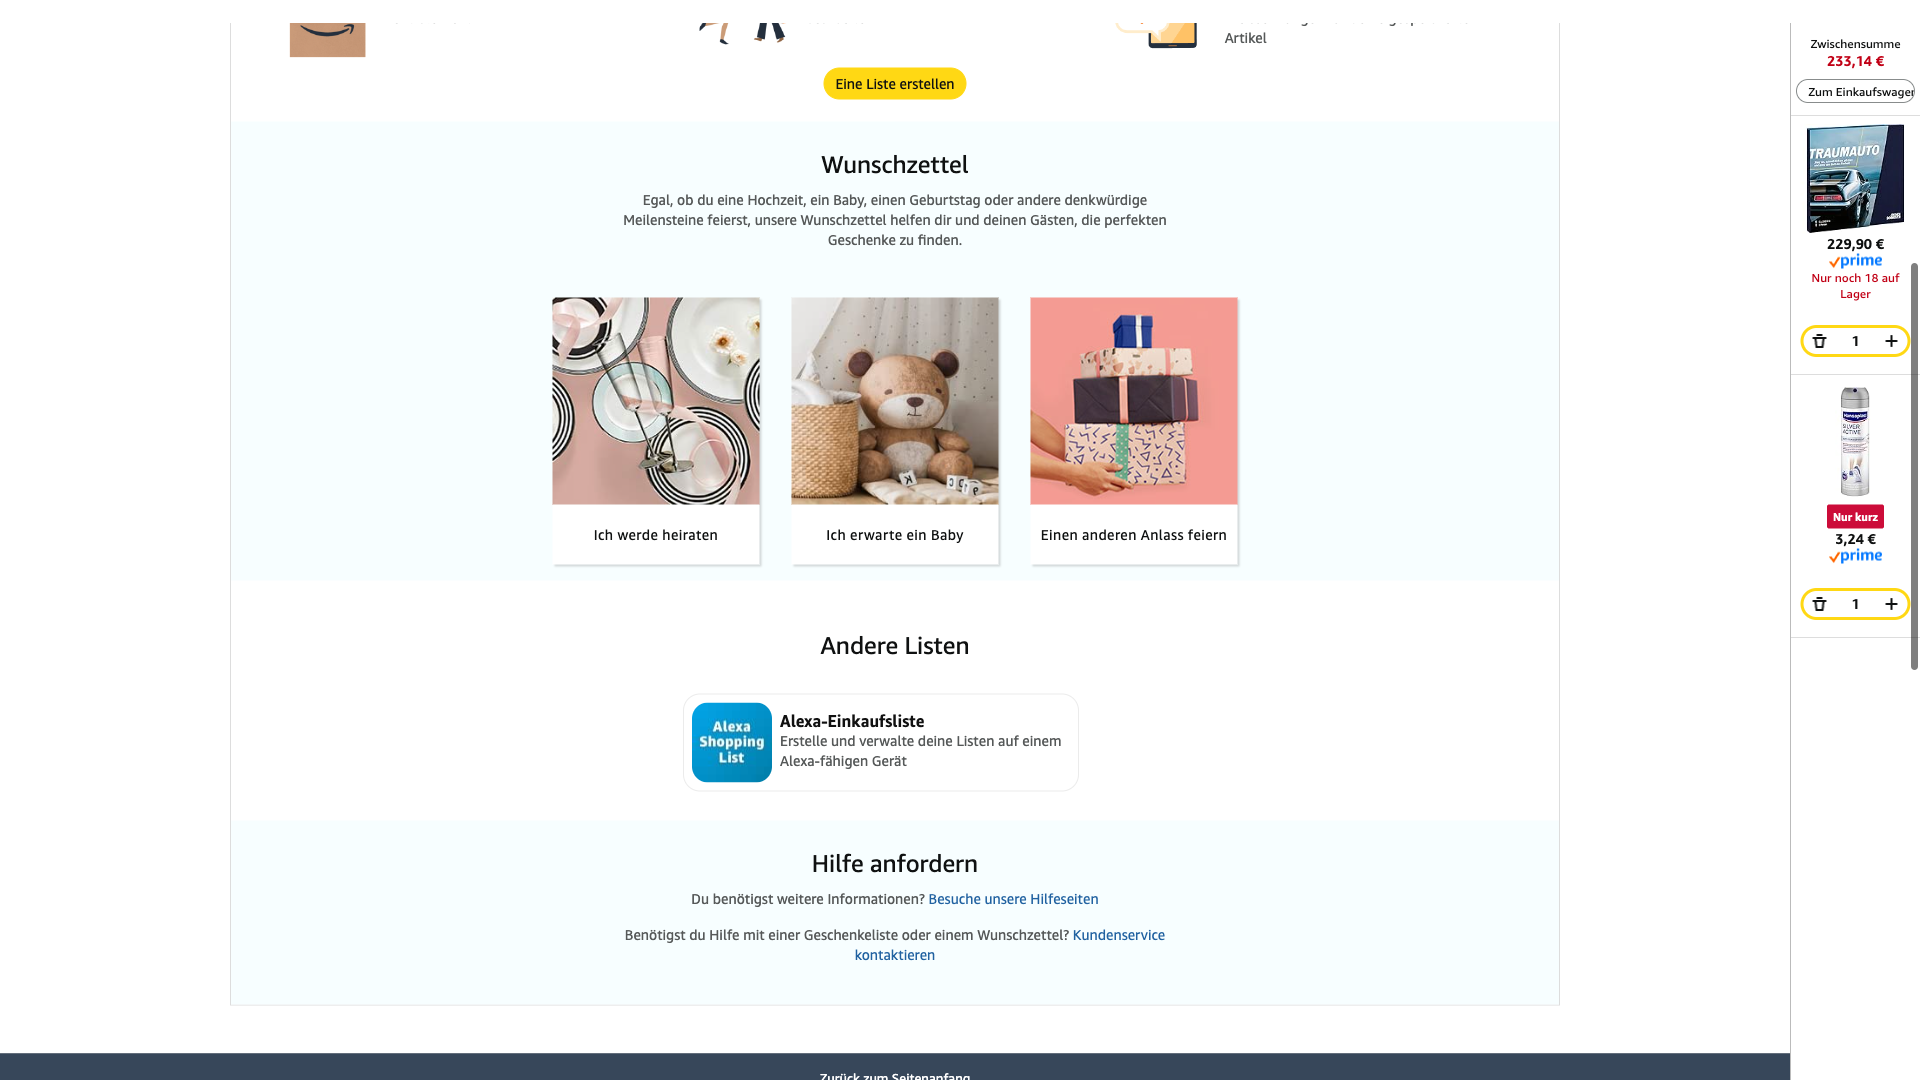 Artikel
Eine Liste erstellen
Wunschzettel
Egal, ob du eine Hochzeit, ein Baby, einen Geburtstag oder andere denkwürdige
Meilensteine feierst, unsere Wunschzettel helfen dir und deinen Gästen, die perfekten
Geschenke zu finden.
Ich werde heiraten
Ich erwarte ein Baby
Einen anderen Anlass feiern
Andere Listen
Alexa
Shopping
List
Alexa-Einkaufsliste
Erstelle und verwalte deine Listen auf einem
Alexa-fähigen Gerät
Hilfe anfordern
Du benötigst weitere Informationen? Besuche unsere Hilfeseiten
Benötigst du Hilfe mit einer Geschenkeliste oder einem Wunschzettel? Kundenservice
kontaktieren
Zurück zum Seitenanfang
Zwischensumme
233,14 €
Zum Einkaufswagen
TRAUMAUTO
229,90 €
prime
Nur noch 18 auf
Lager
1
Hansaplast
SILVER
ACTIVE
Nur kurz
3,24 €
prime
1